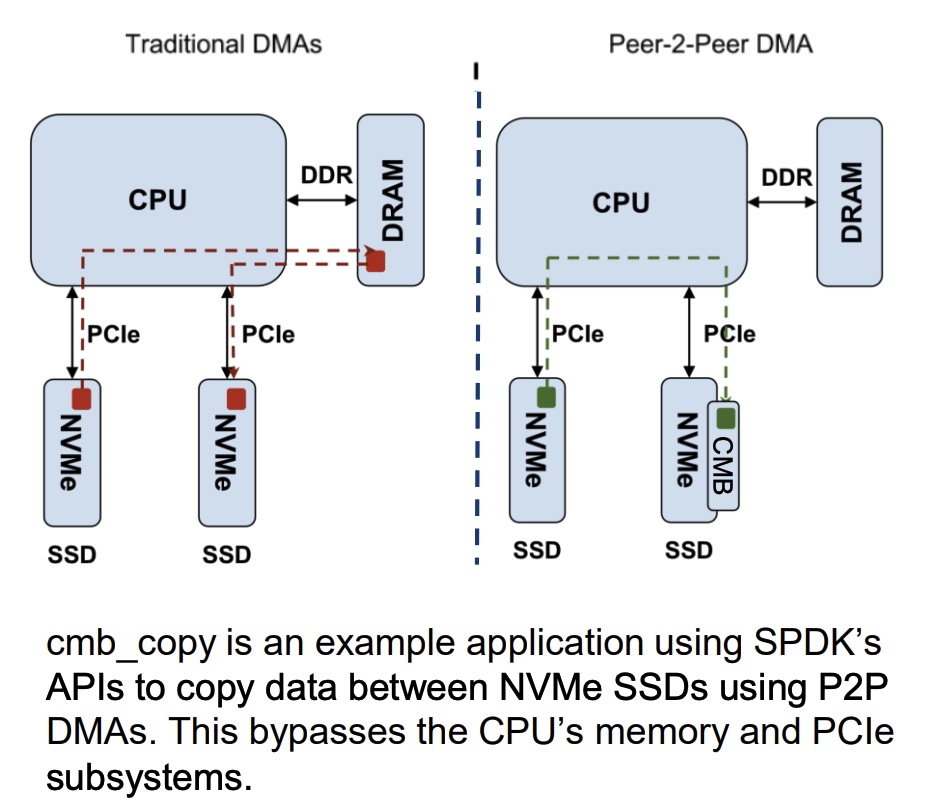 Traditional DMAs
Peer-2-Peer DMA
CPU
DDR
DRAM
PCIe
PCIe
NVMe
NVMe
SSD
SSD
CPU
DDR
DRAM
PCIe
PCIe
NVMe
NVMe
CMB
SSD
SSD
cmb_copy is an example application using SPDK’s
APIs to copy data between NVMe SSDs using P2P
DMAs. This bypasses the CPU’s memory and PCIe
subsystems.